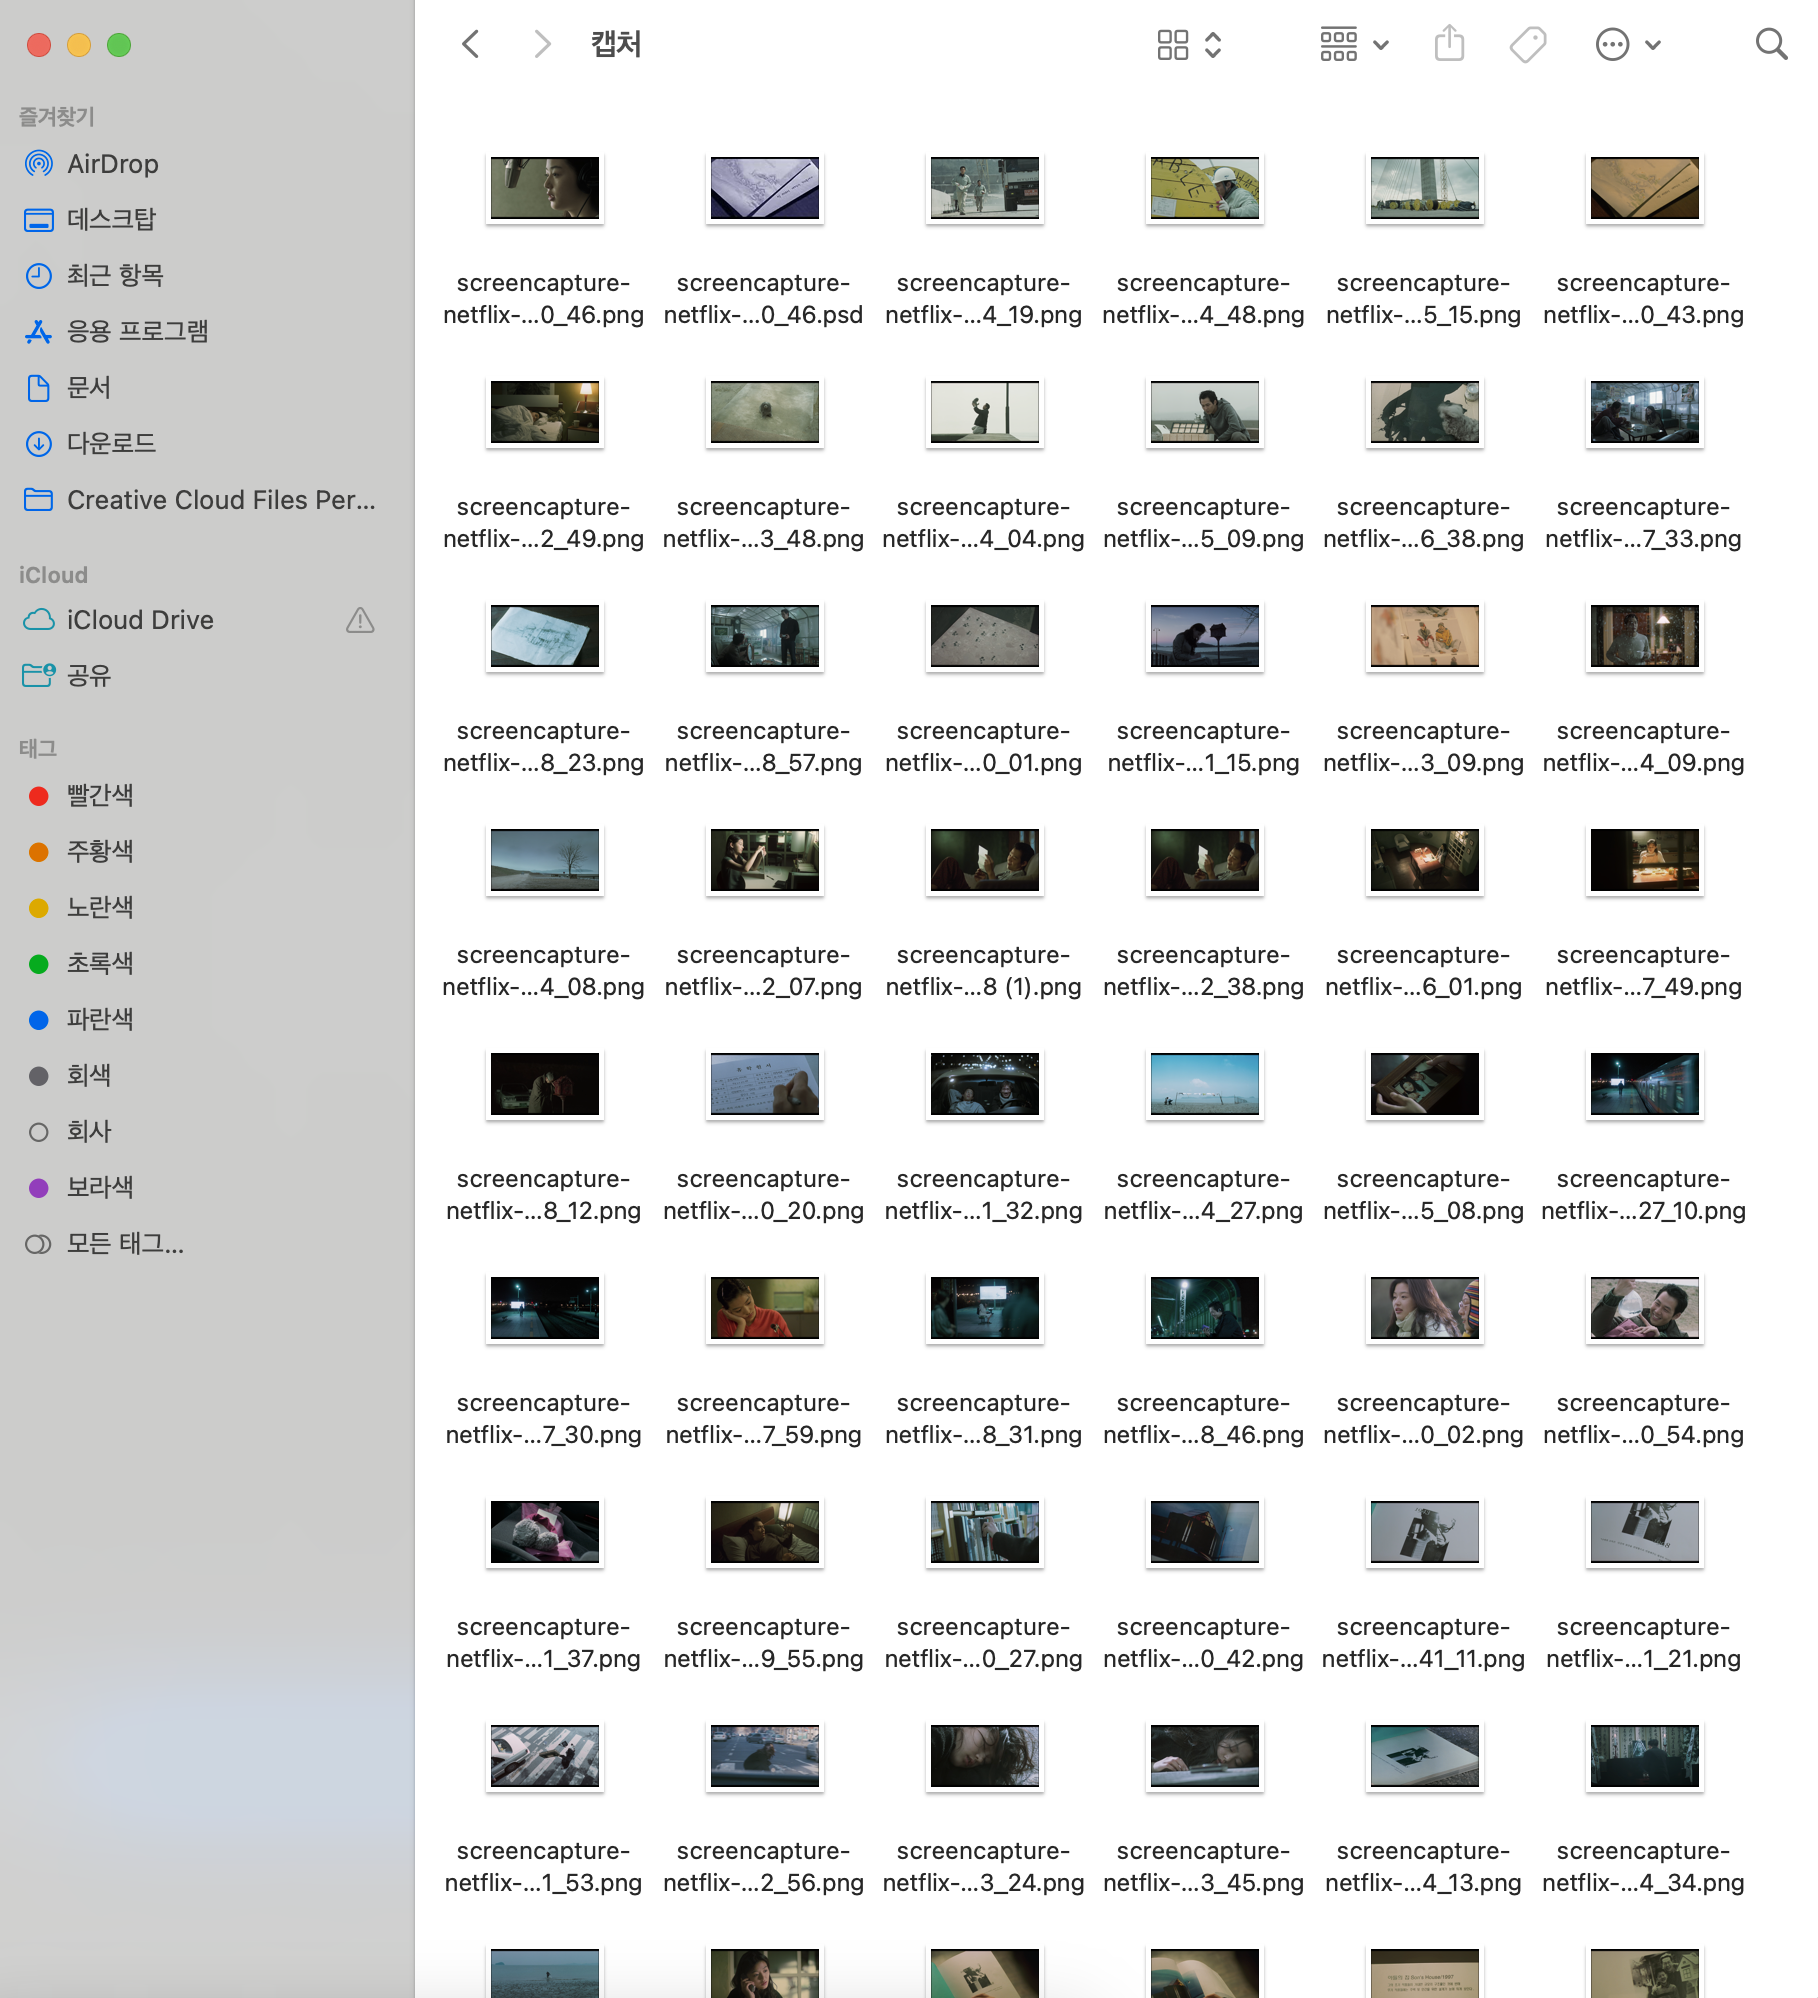 캡처
즐겨찾기
AirDrop
데스크탑
최근 항목
응용 프로그램
문서
다운로드
Creative Cloud Files Per...
iCloud
iCloud Drive
공유
태그
빨간색
주황색
노란색
초록색
파란색
회색
회사
보라색
모든 태그...
screencapture-
netflix-...0_46.png
screencapture-
netflix-...0_46.psd
screencapture-
netflix-...4_19.png
screencapture-
netflix-...4_48.png
screencapture-
netflix-...5_15.png
screencapture-
netflix-...0_43.png
screencapture-
netflix-...2_49.png
screencapture-
netflix-...3_48.png
screencapture-
netflix-...4_04.png
screencapture-
netflix-...5_09.png
screencapture-
netflix-...6_38.png
screencapture-
netflix-...7_33.png
screencapture-
netflix-...8_23.png
screencapture-
netflix-...8_57.png
screencapture-
netflix-...0_01.png
screencapture-
netflix-...1_15.png
screencapture-
netflix-...3_09.png
screencapture-
netflix-...4_09.png
screencapture-
netflix-...4_08.png
screencapture-
netflix-...2_07.png
screencapture-
netflix-...8 (1).png
screencapture-
netflix-...2_38.png
screencapture-
netflix-...6_01.png
screencapture-
netflix-...7_49.png
screencapture-
netflix-...8_12.png
screencapture-
netflix-...0_20.png
screencapture-
netflix-...1_32.png
screencapture-
netflix-...4_27.png
screencapture-
netflix-...5_08.png
screencapture-
netflix-...27_10.png
screencapture-
netflix-...7_30.png
screencapture-
netflix-...7_59.png
screencapture-
netflix-...8_31.png
screencapture-
netflix-...8_46.png
screencapture-
netflix-...0_02.png
screencapture-
netflix-...0_54.png
screencapture-
netflix-...1_37.png
screencapture-
netflix-...9_55.png
screencapture-
netflix-...0_27.png
screencapture-
netflix-...0_42.png
screencapture-
netflix-...41_11.png
screencapture-
netflix-...1_21.png
screencapture-
netflix-...1_53.png
screencapture-
netflix-...2_56.png
screencapture-
netflix-...3_24.png
screencapture-
netflix-...3_45.png
screencapture-
netflix-...4_13.png
screencapture-
netflix-...4_34.png